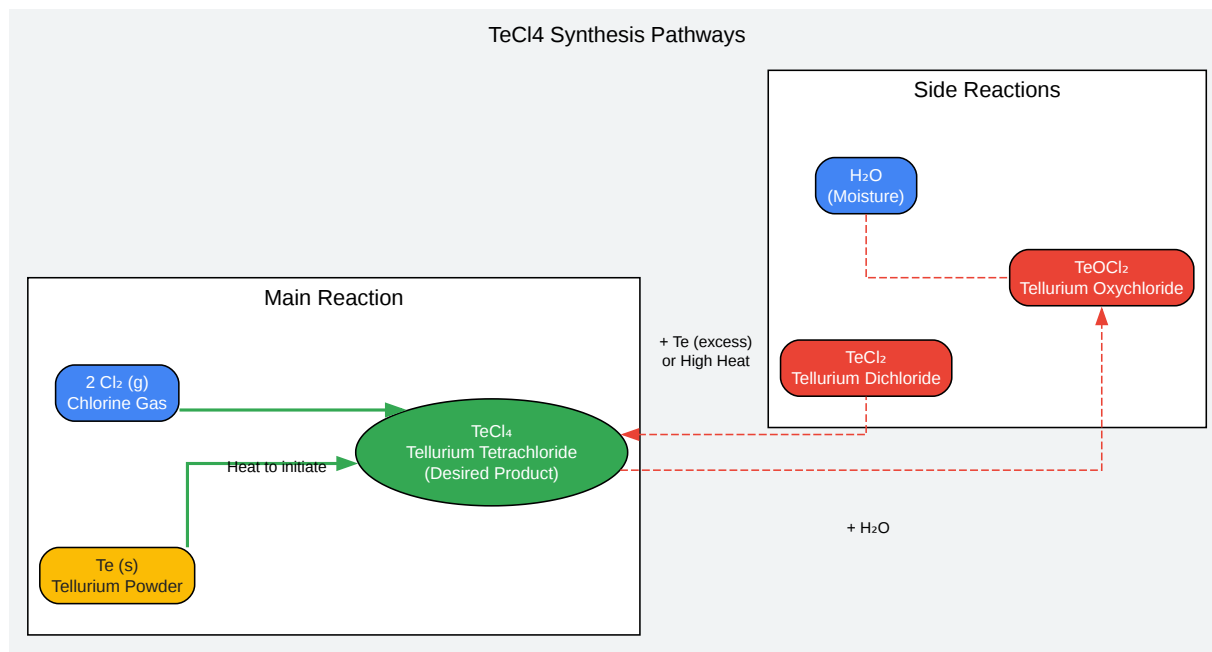 TeCl4 Synthesis Pathways
Side Reactions
H₂O
(Moisture)
TeOCl₂
Tellurium Oxychloride
TeCl₂
Tellurium Dichloride
+ Te (excess)
or High Heat
Main Reaction
2 Cl₂ (g)
Chlorine Gas
TeCl₄
Tellurium Tetrachloride
(Desired Product)
Heat to initiate
Te (s)
Tellurium Powder
+ H₂O